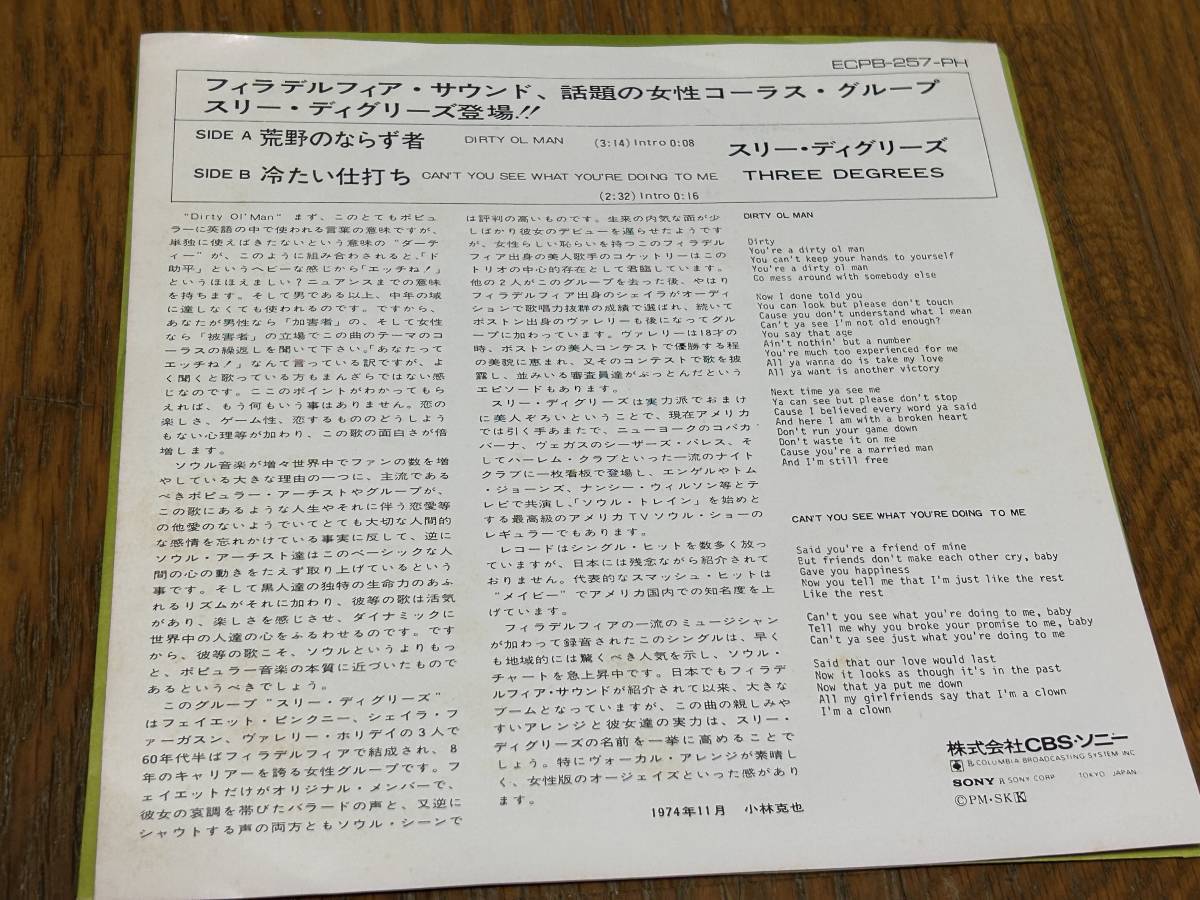 ECPB-257-PH
フィラデルフィア・サウンド、話題の女性コーラス・グループ
スリー・ディグリーズ登場!!
SIDE A 荒野のならず者 DIRTY OL MAN (3:14) Intro 0:08
スリー・ディグリーズ
SIDE B 冷たい仕打ち CAN'T YOU SEE WHAT YOU'RE DOING TO ME
THREE DEGREES
(2:32) Intro 0:16
"Dirty Ol' Man" まず、このとてもポピュ
ラーに英語の中で使われる言葉の意味ですが、
単独に使えばきたないという意味の“ダーテ
ィー”が、このように組み合わされると、「ド
助平」というヘビーな感じから「エッチね!」
というほほえましい?ニュアンスまでの意味
を持ちます。そして男である以上、中年の域
に達しなくても使われるのです。ですから、
あなたが男性なら「加害者」の、そして女性
なら「被害者」の立場でこの曲のテーマのコ
ーラスの繰返しを聞いて下さい。「あなたって
エッチね!」なんて言っている訳ですが、よ
く聞くと歌っている方もまんざらではない感
じなのです。ここのポイントがわかってもら
えれば、もう何もいう事はありません。恋の
楽しさ、ゲーム性、恋するもののどうしよう
もない心理等が加わり、この歌の面白さが倍
増します。
ソウル音楽が増々世界中でファンの数を増
やしている大きな理由の一つに、主流である
べきポピュラー・アーチストやグループが、
この歌にあるような人生やそれに伴う恋愛等
の他愛のないようでいてとても大切な人間的
な感情を忘れかけている事実に反して、逆に
ソウル・アーチスト達はこのベーシックな人
間の心の動きをたえず取り上げているという
事です。そして黒人達の独特の生命力のあふ
れるリズムがそれに加わり、彼等の歌は活気
があり、楽しさを感じさせ、ダイナミックに
世界中の人達の心をふるわせるのです。です
から、彼等の歌こそ、ソウルというよりもっ
と、ポピュラー音楽の本質に近づいたもので
あるというべきでしょう。
このグループ“スリー・ディグリーズ”
はフェイエット・ピンクニー、シェイラ・フ
ァーガスン、ヴァレリー・ホリデイの3人で
60年代半ばフィラデルフィアで結成され、8
年のキャリアーを誇る女性グループです。フ
ェイエットだけがオリジナル・メンバーで、
彼女の哀調を帯びたバラードの声と、又逆に
シャウトする声の両方ともソウル・シーンで
は評判の高いものです。生来の内気な面が少
しばかり彼女のデビューを遅らせたようです
が、女性らしい恥らいを持つこのフィラデル
フィア出身の美人歌手のコケットリーはこの
トリオの中心的存在として君臨しています。
他の2人がこのグループを去った後、やはり
フィラデルフィア出身のシェイラがオーディ
ションで歌唱力抜群の成績で選ばれ、続いて
ボストン出身のヴァレリーも後になってグル
ープに加わっています。ヴァレリーは18才の
時、ボストンの美人コンテストで優勝する程
の美貌に恵まれ、又そのコンテストで歌を披
露し、並みいる審査員達がぶっとんだという
エピソードもあります。
スリー・ディグリーズは実力派でおまけ
に美人ぞろいということで、現在アメリカ
では引く手あまたで、ニューヨークのコパカ
バーナ、ヴェガスのシーザーズ・パレス、そ
してハーレム・クラブといった一流のナイト
クラブに一枚看板で登場し、エンゲルやトム
・ジョーンズ、ナンシー・ウィルソン等とテ
レビで共演し、「ソウル・トレイン」を始めと
する最高級のアメリカTVソウル・ショーの
レギュラーでもあります。
レコードはシングル・ヒットを数多く放っ
ていますが、日本には残念ながら紹介されて
おりません。代表的なスマッシュ・ヒットは
“メイビー”でアメリカ国内での知名度を上
げています。
フィラデルフィアの一流のミュージシャン
が加わって録音されたこのシングルは、早く
も地域的には驚くべき人気を示し、ソウル・
チャートを急上昇中です。日本でもフィラデ
ルフィア・サウンドが紹介されて以来、大きな
ブームとなっていますが、この曲の親しみや
すいアレンジと彼女達の実力は、スリー・
ディグリーズの名前を一挙に高めることで
しょう。特にヴォーカル・アレンジが素晴し
く、女性版のオージェイズといった感があり
ます。
1974年11月 小林克也
DIRTY OL MAN
Dirty
You're a dirty ol man
You can't keep your hands to yourself
You're a dirty ol man
Co mess around with somebody else
Now I done told you
You can look but please don't touch
Cause you don't understand what I mean
Can't ya see I'm not old enough?
You say that age
Ain't nothin' but a number
You're much too experienced for me
All ya wanna do is take my love
All ya want is another victory
Next time ya see me
Ya can see but please don't stop
Cause I believed every word ya said
And here I am with a broken heart
Don't run your game down
Don't waste it on me
Cause you're a married man
And I'm still free
CAN'T YOU SEE WHAT YOU'RE DOING TO ME
Said you're a friend of mine
But friends don't make each other cry, baby
Gave you happiness
Now you tell me that I'm just like the rest
Like the rest
Can't you see what you're doing to me, baby
Tell me why you broke your promise to me, baby
Can't ya see just what you're doing to me
Said that our love would last
Now it looks as though it's in the past
Now that ya put me down
All my girlfriends say that I'm a clown
I'm a clown
株式会社CBS・ソニー
COLUMBIA BROADCASTING SYSTEM INC
SONY R SONY CORP TOKYO JAPAN
©PM・SK K